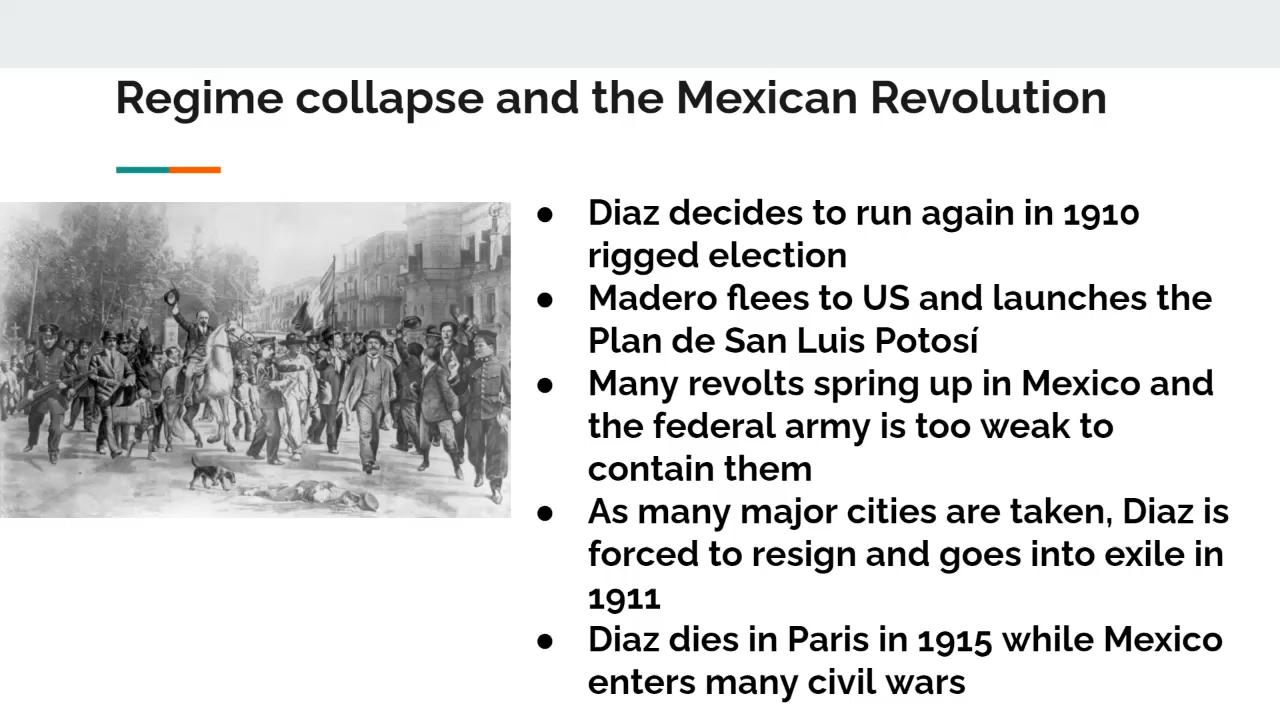 Regime collapse and the Mexican Revolution
● Diaz decides to run again in 1910
rigged election
● Madero flees to US and launches the
Plan de San Luis Potosí
● Many revolts spring up in Mexico and
the federal army is too weak to
contain them
● As many major cities are taken, Diaz is
forced to resign and goes into exile in
1911
● Diaz dies in Paris in 1915 while Mexico
enters many civil wars